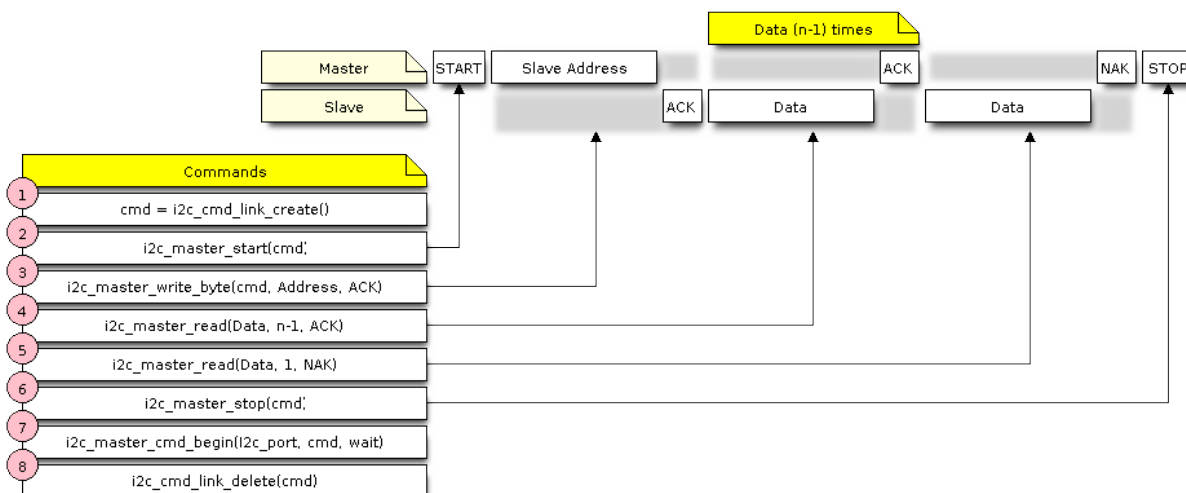 Data (n-1) times
Master START Slave Address ACK NAK STOP
Slave ACK Data Data
Commands
1
cmd = i2c_cmd_link_create()
2
i2c_master_start(cmd;
3
i2c_master_write_byte(cmd, Address, ACK)
4
i2c_master_read(Data, n-1, ACK)
5
i2c_master_read(Data, 1, NAK)
6
i2c_master_stop(cmd;
7
i2c_master_cmd_begin(I2c_port, cmd, wait)
8
i2c_cmd_link_delete(cmd)